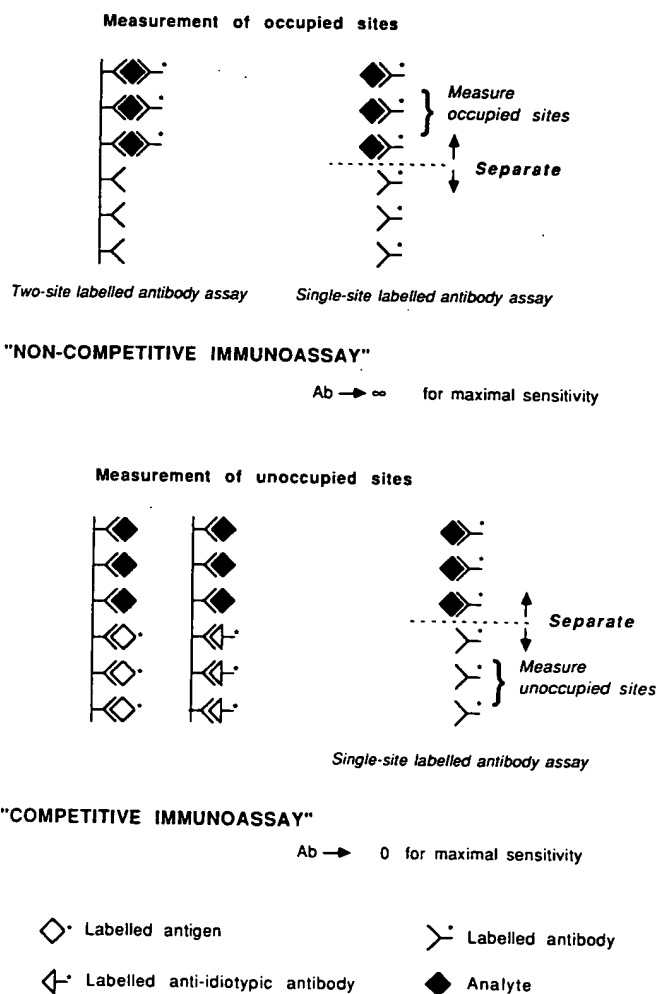 Measurement of occupied sites
Measure
occupied sites
Separate
Two-site labelled antibody assay
Single-site labelled antibody assay
"NON-COMPETITIVE IMMUNOASSAY"
Ab → ∞ for maximal sensitivity
Measurement of unoccupied sites
Separate
Measure
unoccupied sites
Single-site labelled antibody assay
"COMPETITIVE IMMUNOASSAY"
Ab → 0 for maximal sensitivity
Labelled antigen
Labelled antibody
Labelled anti-idiotypic antibody
Analyte